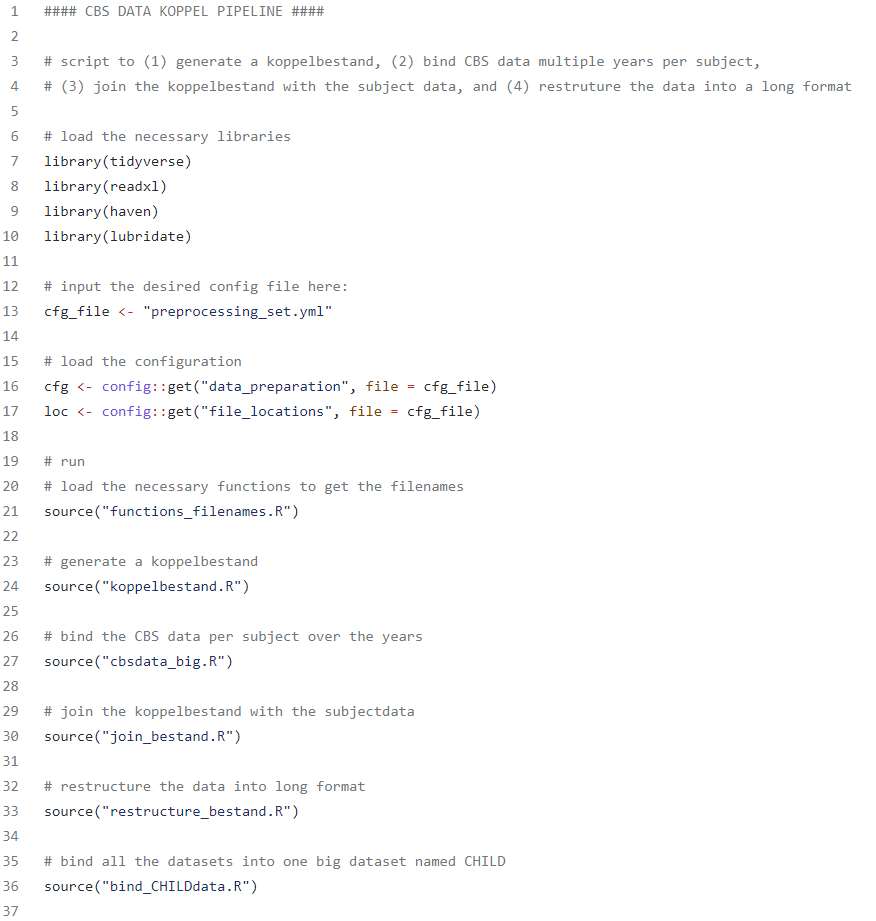 1 #### CBS DATA KOPPEL PIPELINE ####
2
3 # script to (1) generate a koppelbestand, (2) bind CBS data multiple years per subject,
4 # (3) join the koppelbestand with the subject data, and (4) restruture the data into a long format
5
6 # load the necessary libraries
7 library(tidyverse)
8 library(readxl)
9 library(haven)
10 library(lubridate)
11
12 # input the desired config file here:
13 cfg_file <- "preprocessing_set.yml"
14
15 # load the configuration
16 cfg <- config::get("data_preparation", file = cfg_file)
17 loc <- config::get("file_locations", file = cfg_file)
18
19 # run
20 # load the necessary functions to get the filenames
21 source("functions_filenames.R")
22
23 # generate a koppelbestand
24 source("koppelbestand.R")
25
26 # bind the CBS data per subject over the years
27 source("cbsdata_big.R")
28
29 # join the koppelbestand with the subjectdata
30 source("join_bestand.R")
31
32 # restructure the data into long format
33 source("restructure_bestand.R")
34
35 # bind all the datasets into one big dataset named CHILD
36 source("bind_CHILDdata.R")
37